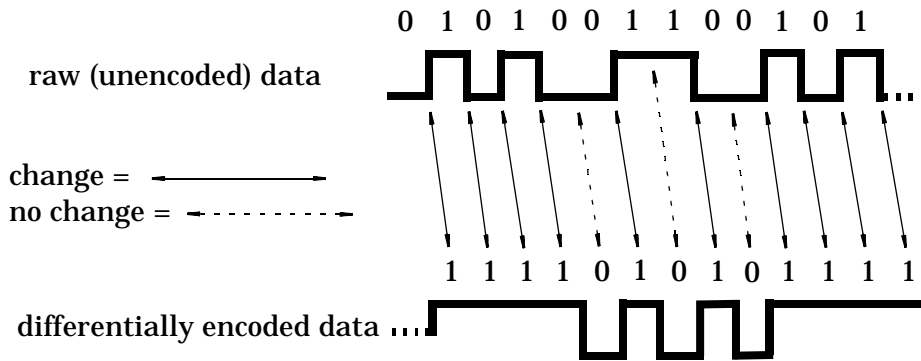 0 1 0 1 0 0 1 1 0 0 1 0 1
raw (unencoded) data
change =
no change =
1 1 1 1 0 1 0 1 0 1 1 1 1
differentially encoded data